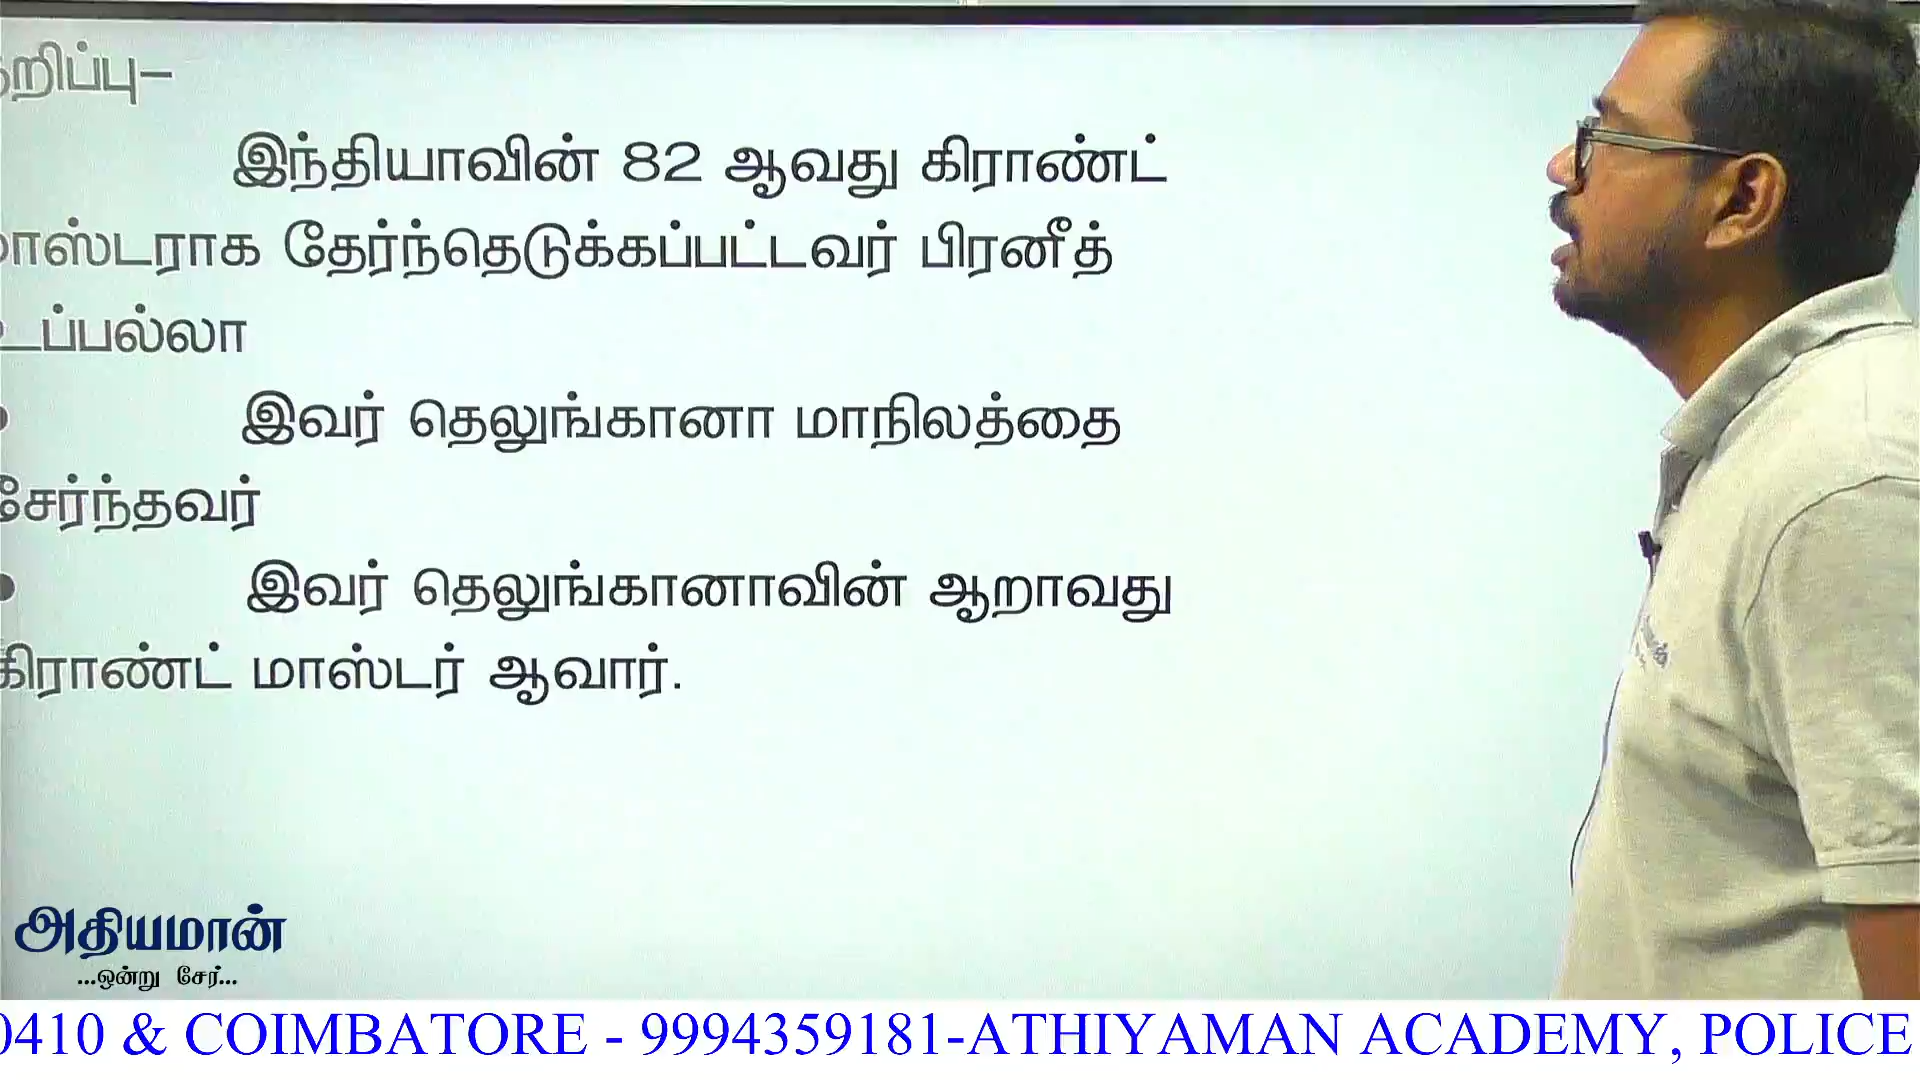 குறிப்பு–
இந்தியாவின் 82 ஆவது கிராண்ட்
மாஸ்டராக தேர்ந்தெடுக்கப்பட்டவர் பிரனீத்
உப்பல்லா
• இவர் தெலுங்கானா மாநிலத்தை
சேர்ந்தவர்
• இவர் தெலுங்கானாவின் ஆறாவது
கிராண்ட் மாஸ்டர் ஆவார்.
அதியமான்
...ஒன்று சேர்...
0410 & COIMBATORE - 9994359181-ATHIYAMAN ACADEMY, POLICE